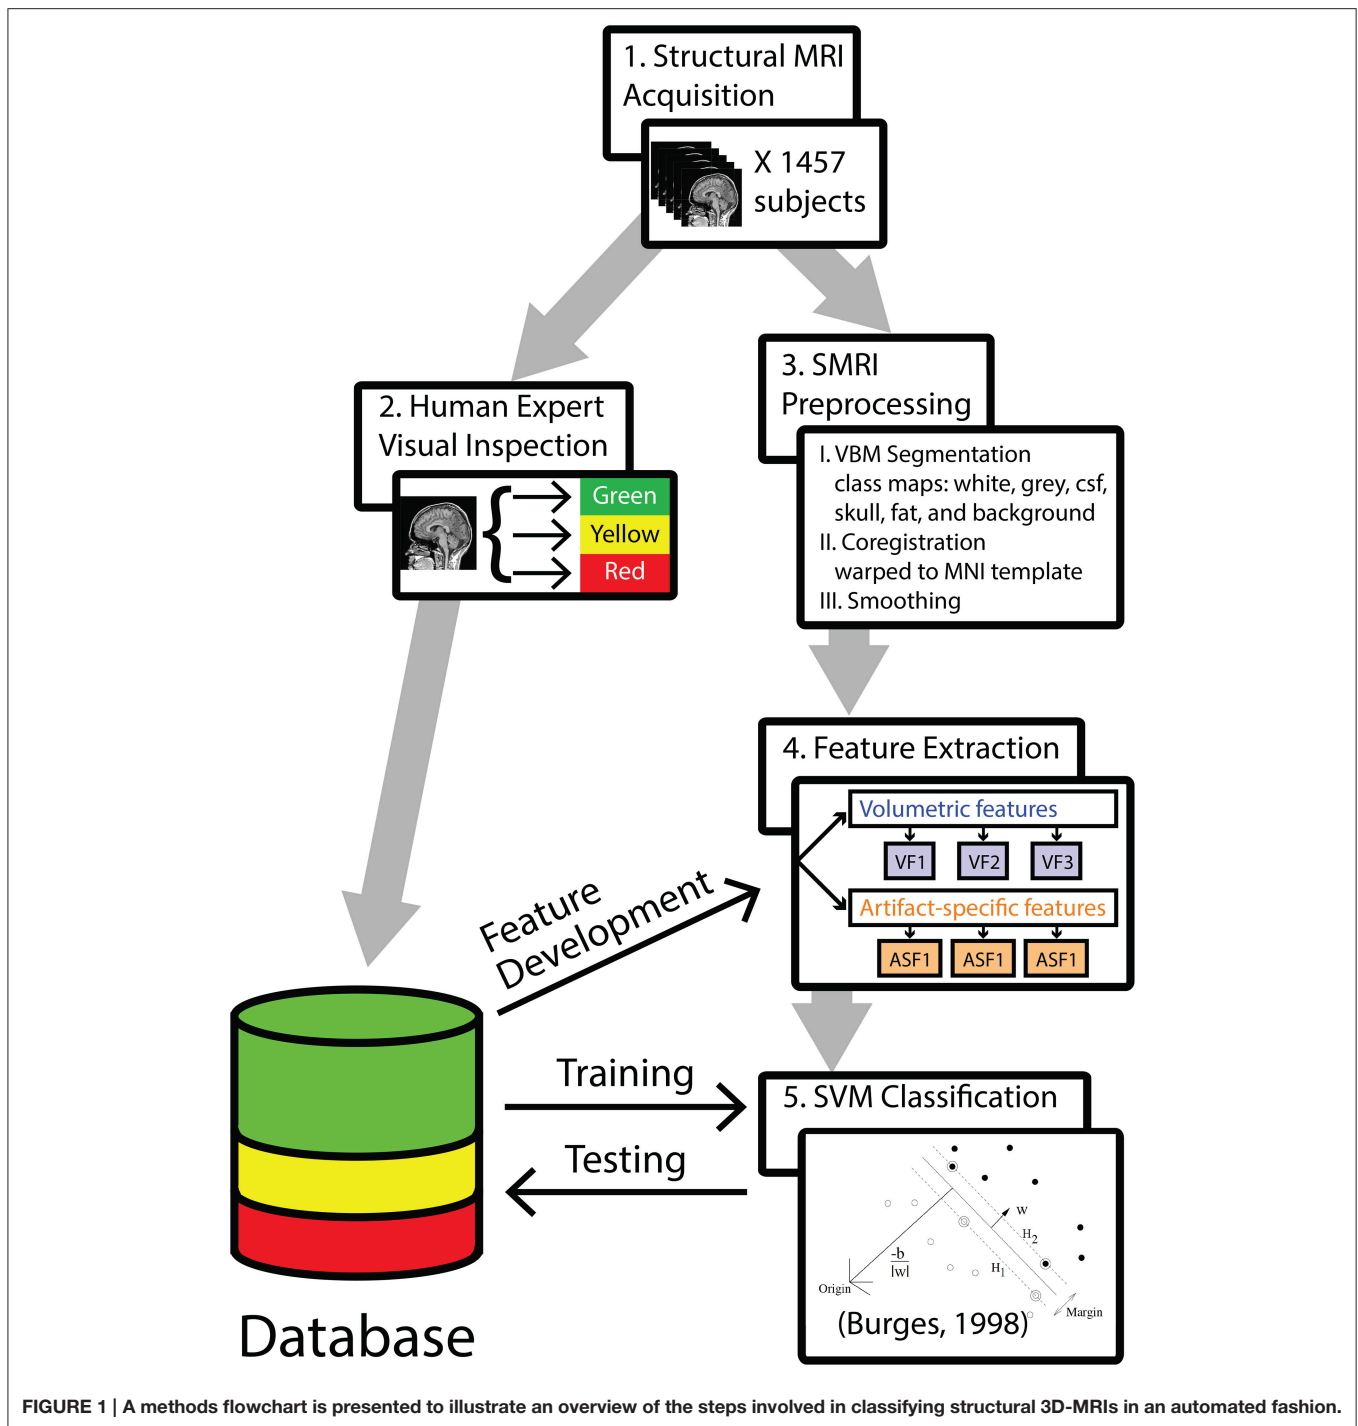 1. Structural MRI
Acquisition
X 1457
subjects
2. Human Expert
Visual Inspection
Green
Yellow
Red
3. SMRI
Preprocessing
I. VBM Segmentation
class maps: white, grey, csf,
skull, fat, and background
II. Coregistration
warped to MNI template
III. Smoothing
4. Feature Extraction
Volumetric features
VF1 VF2 VF3
Artifact-specific features
ASF1 ASF1 ASF1
Feature
Development
Training
Testing
Database
5. SVM Classification
w
H2
-b
|w|
H1
Origin
Margin
(Burges, 1998)
FIGURE 1 | A methods flowchart is presented to illustrate an overview of the steps involved in classifying structural 3D-MRIs in an automated fashion.